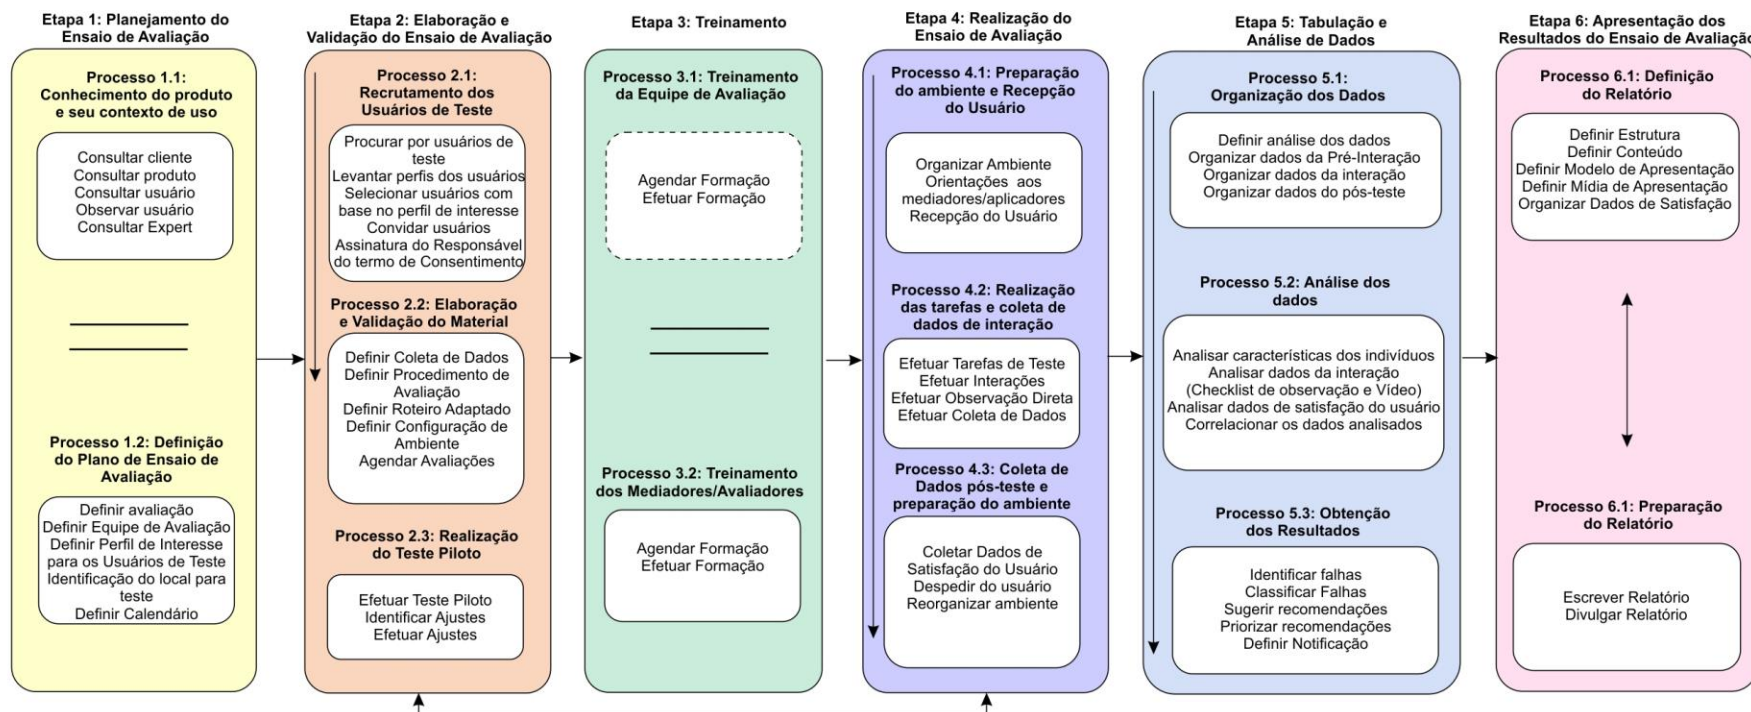 Etapa 1: Planejamento do
Ensaio de Avaliação
Processo 1.1:
Conhecimento do produto
e seu contexto de uso
Consultar cliente
Consultar produto
Consultar usuário
Observar usuário
Consultar Expert
Processo 1.2: Definição
do Plano de Ensaio de
Avaliação
Definir avaliação
Definir Equipe de Avaliação
Definir Perfil de Interesse
para os Usuários de Teste
Identificação do local para
teste
Definir Calendário
Etapa 2: Elaboração e
Validação do Ensaio de Avaliação
Processo 2.1:
Recrutamento dos
Usuários de Teste
Procurar por usuários de
teste
Levantar perfis dos usuários
Selecionar usuários com
base no perfil de interesse
Convidar usuários
Assinatura do Responsável
do termo de Consentimento
Processo 2.2: Elaboração
e Validação do Material
Definir Coleta de Dados
Definir Procedimento de
Avaliação
Definir Roteiro Adaptado
Definir Configuração de
Ambiente
Agendar Avaliações
Processo 2.3: Realização
do Teste Piloto
Efetuar Teste Piloto
Identificar Ajustes
Efetuar Ajustes
Etapa 3: Treinamento
Processo 3.1: Treinamento
da Equipe de Avaliação
Agendar Formação
Efetuar Formação
Processo 3.2: Treinamento
dos Mediadores/Avaliadores
Agendar Formação
Efetuar Formação
Etapa 4: Realização do
Ensaio de Avaliação
Processo 4.1: Preparação
do ambiente e Recepção
do Usuário
Organizar Ambiente
Orientações aos
mediadores/aplicadores
Recepção do Usuário
Processo 4.2: Realização
das tarefas e coleta de
dados de interação
Efetuar Tarefas de Teste
Efetuar Interações
Efetuar Observação Direta
Efetuar Coleta de Dados
Processo 4.3: Coleta de
Dados pós-teste e
preparação do ambiente
Coletar Dados de
Satisfação do Usuário
Despedir do usuário
Reorganizar ambiente
Etapa 5: Tabulação e
Análise de Dados
Processo 5.1:
Organização dos Dados
Definir análise dos dados
Organizar dados da Pré-Interação
Organizar dados da interação
Organizar dados do pós-teste
Processo 5.2: Análise dos
dados
Analisar características dos indivíduos
Analisar dados da interação
(Checklist de observação e Vídeo)
Analisar dados de satisfação do usuário
Correlacionar os dados analisados
Processo 5.3: Obtenção
dos Resultados
Identificar falhas
Classificar Falhas
Sugerir recomendações
Priorizar recomendações
Definir Notificação
Etapa 6: Apresentação dos
Resultados do Ensaio de Avaliação
Processo 6.1: Definição
do Relatório
Definir Estrutura
Definir Conteúdo
Definir Modelo de Apresentação
Definir Mídia de Apresentação
Organizar Dados de Satisfação
Processo 6.1: Preparação
do Relatório
Escrever Relatório
Divulgar Relatório